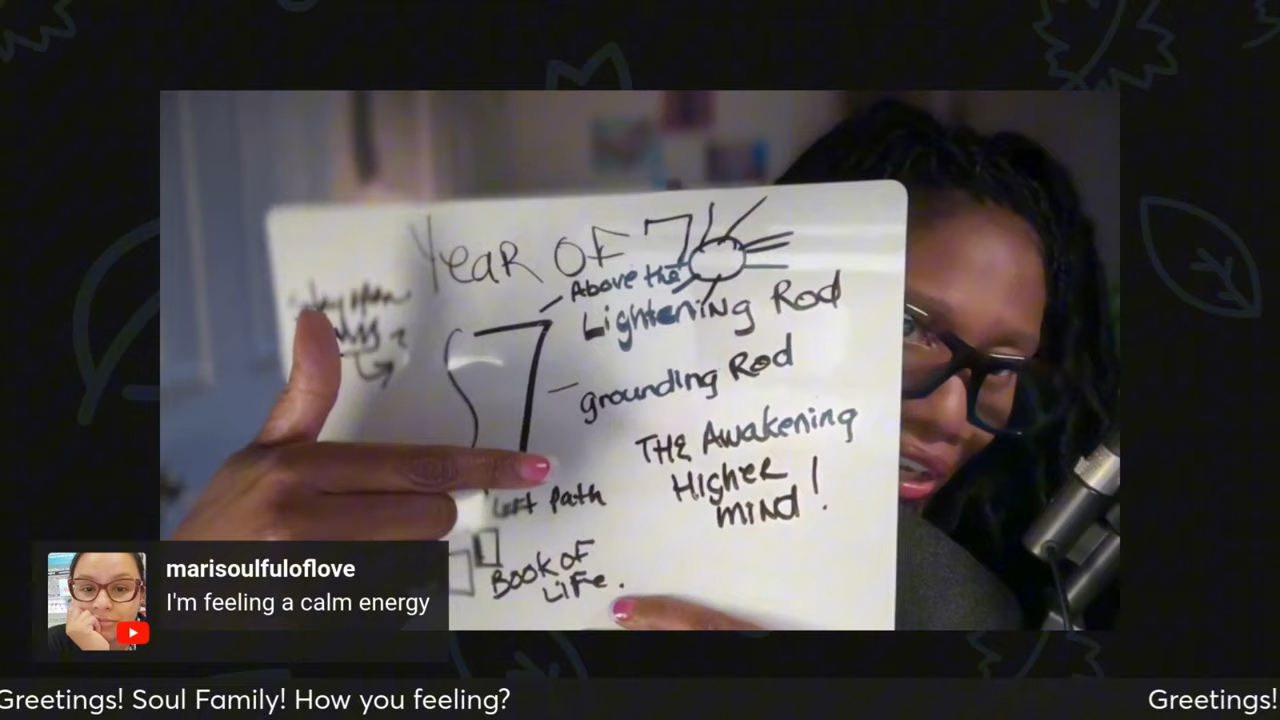 YEAR OF 7
Above the
Lightening Rod
grounding Rod
THE Awakening
Higher
MIND!
Left Path
BOOK OF
LIFE.
marisoulfuloflove
I'm feeling a calm energy
Greetings! Soul Family! How you feeling?
Greetings!